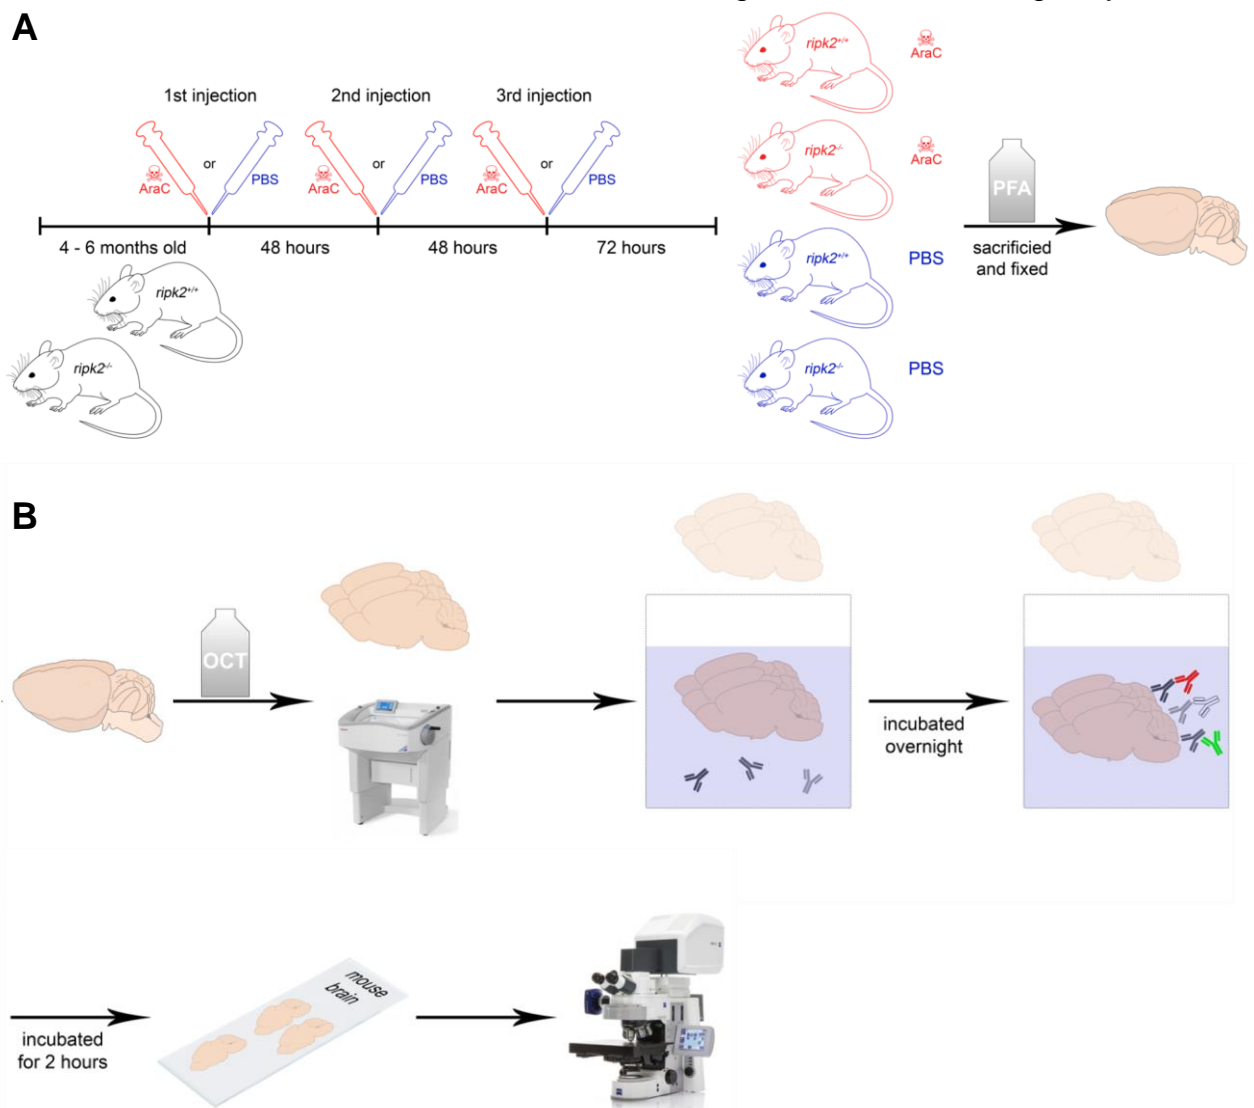 A
1st injection
2nd injection
3rd injection
or
or
or
AraC
PBS
AraC
PBS
AraC
PBS
4 - 6 months old
48 hours
48 hours
72 hours
ripk2+/+
ripk2-/-
ripk2+/+
AraC
ripk2-/-
AraC
ripk2+/+
PBS
ripk2-/-
PBS
PFA
sacrificied
and fixed
B
OCT
incubated
overnight
incubated
for 2 hours
mouse
brain